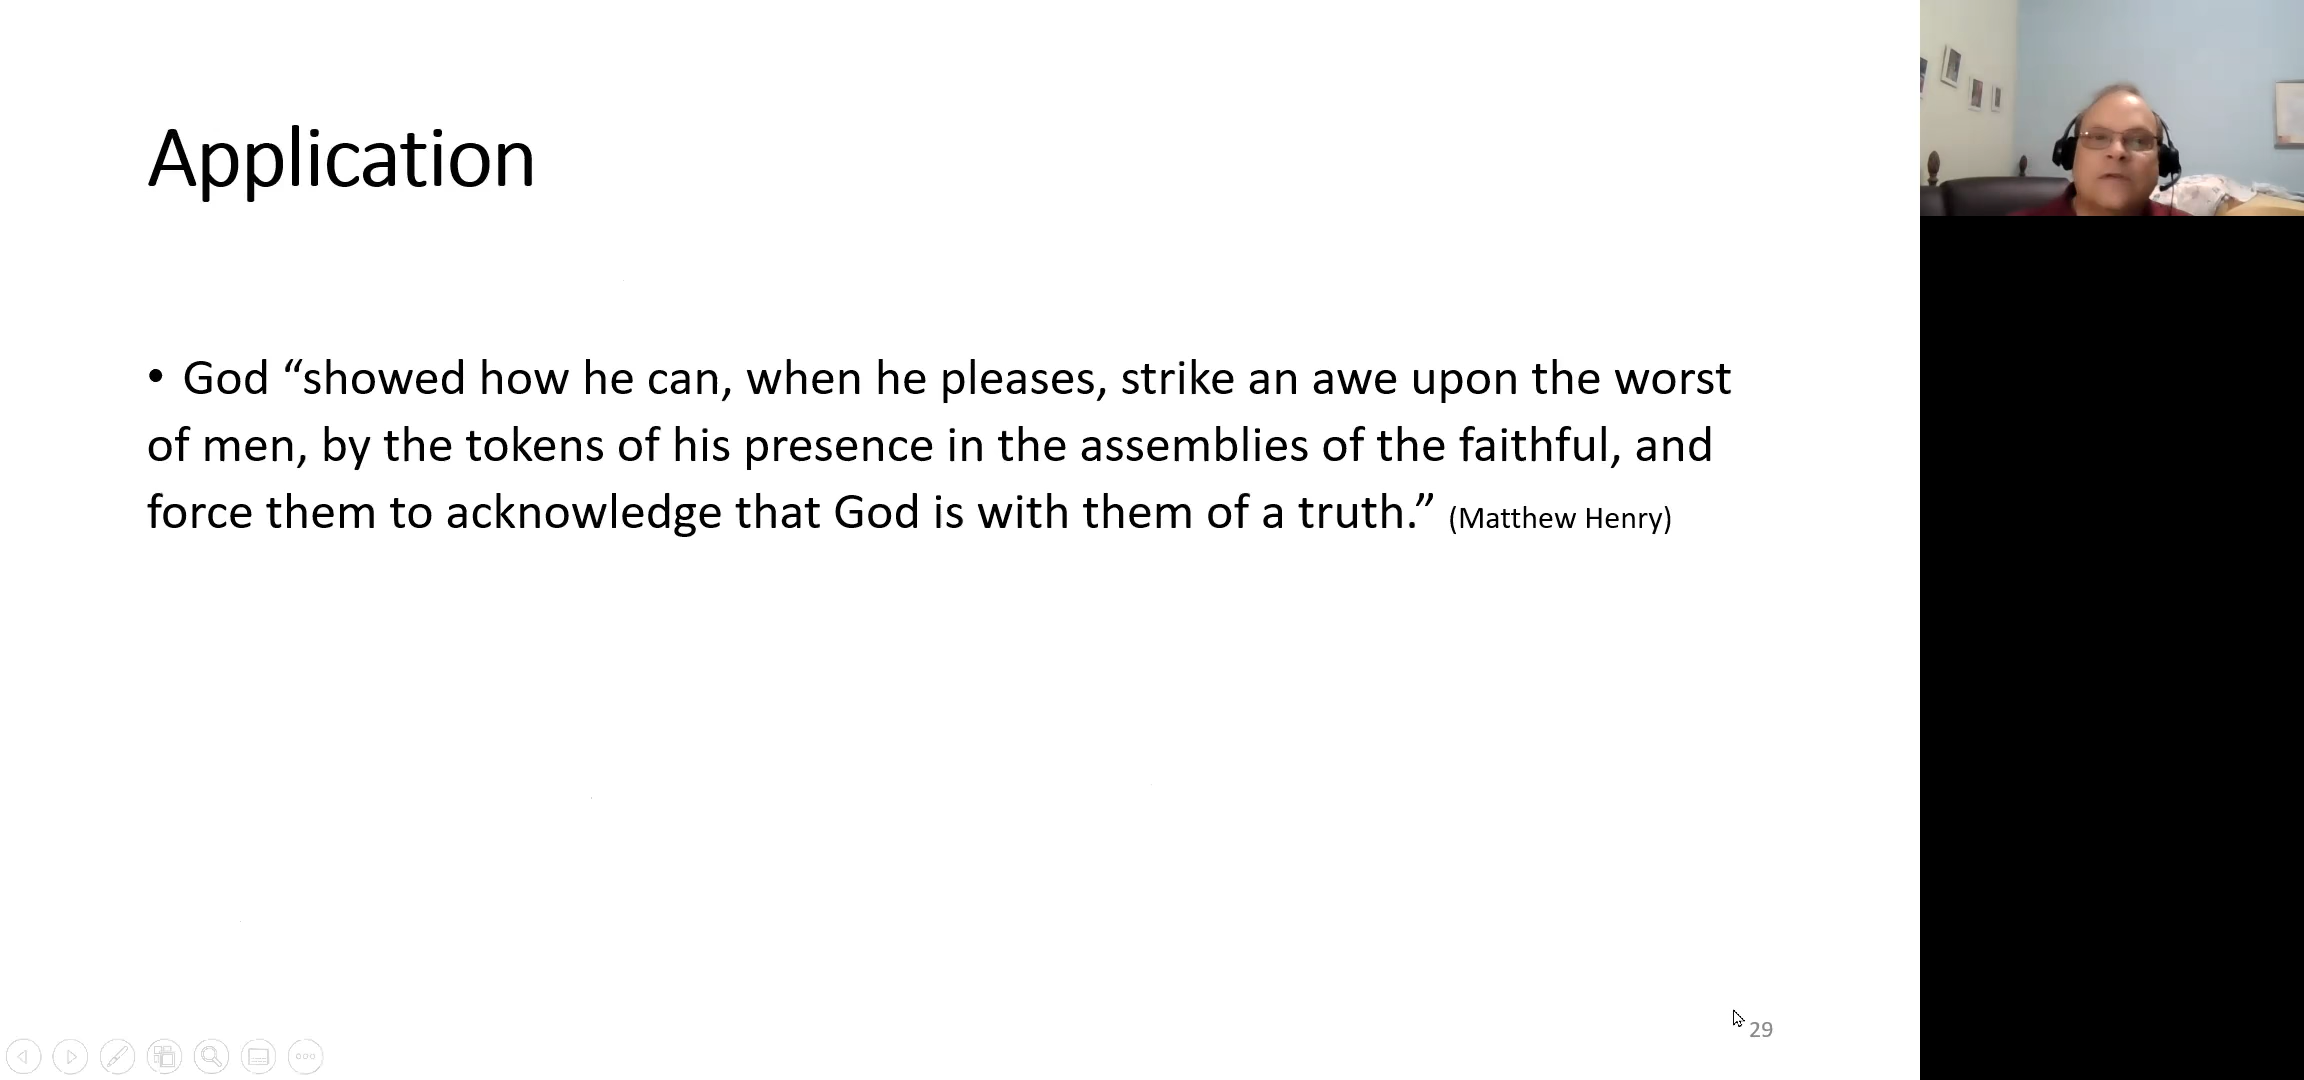 Application
• God “showed how he can, when he pleases, strike an awe upon the worst
of men, by the tokens of his presence in the assemblies of the faithful, and
force them to acknowledge that God is with them of a truth.” (Matthew Henry)
29